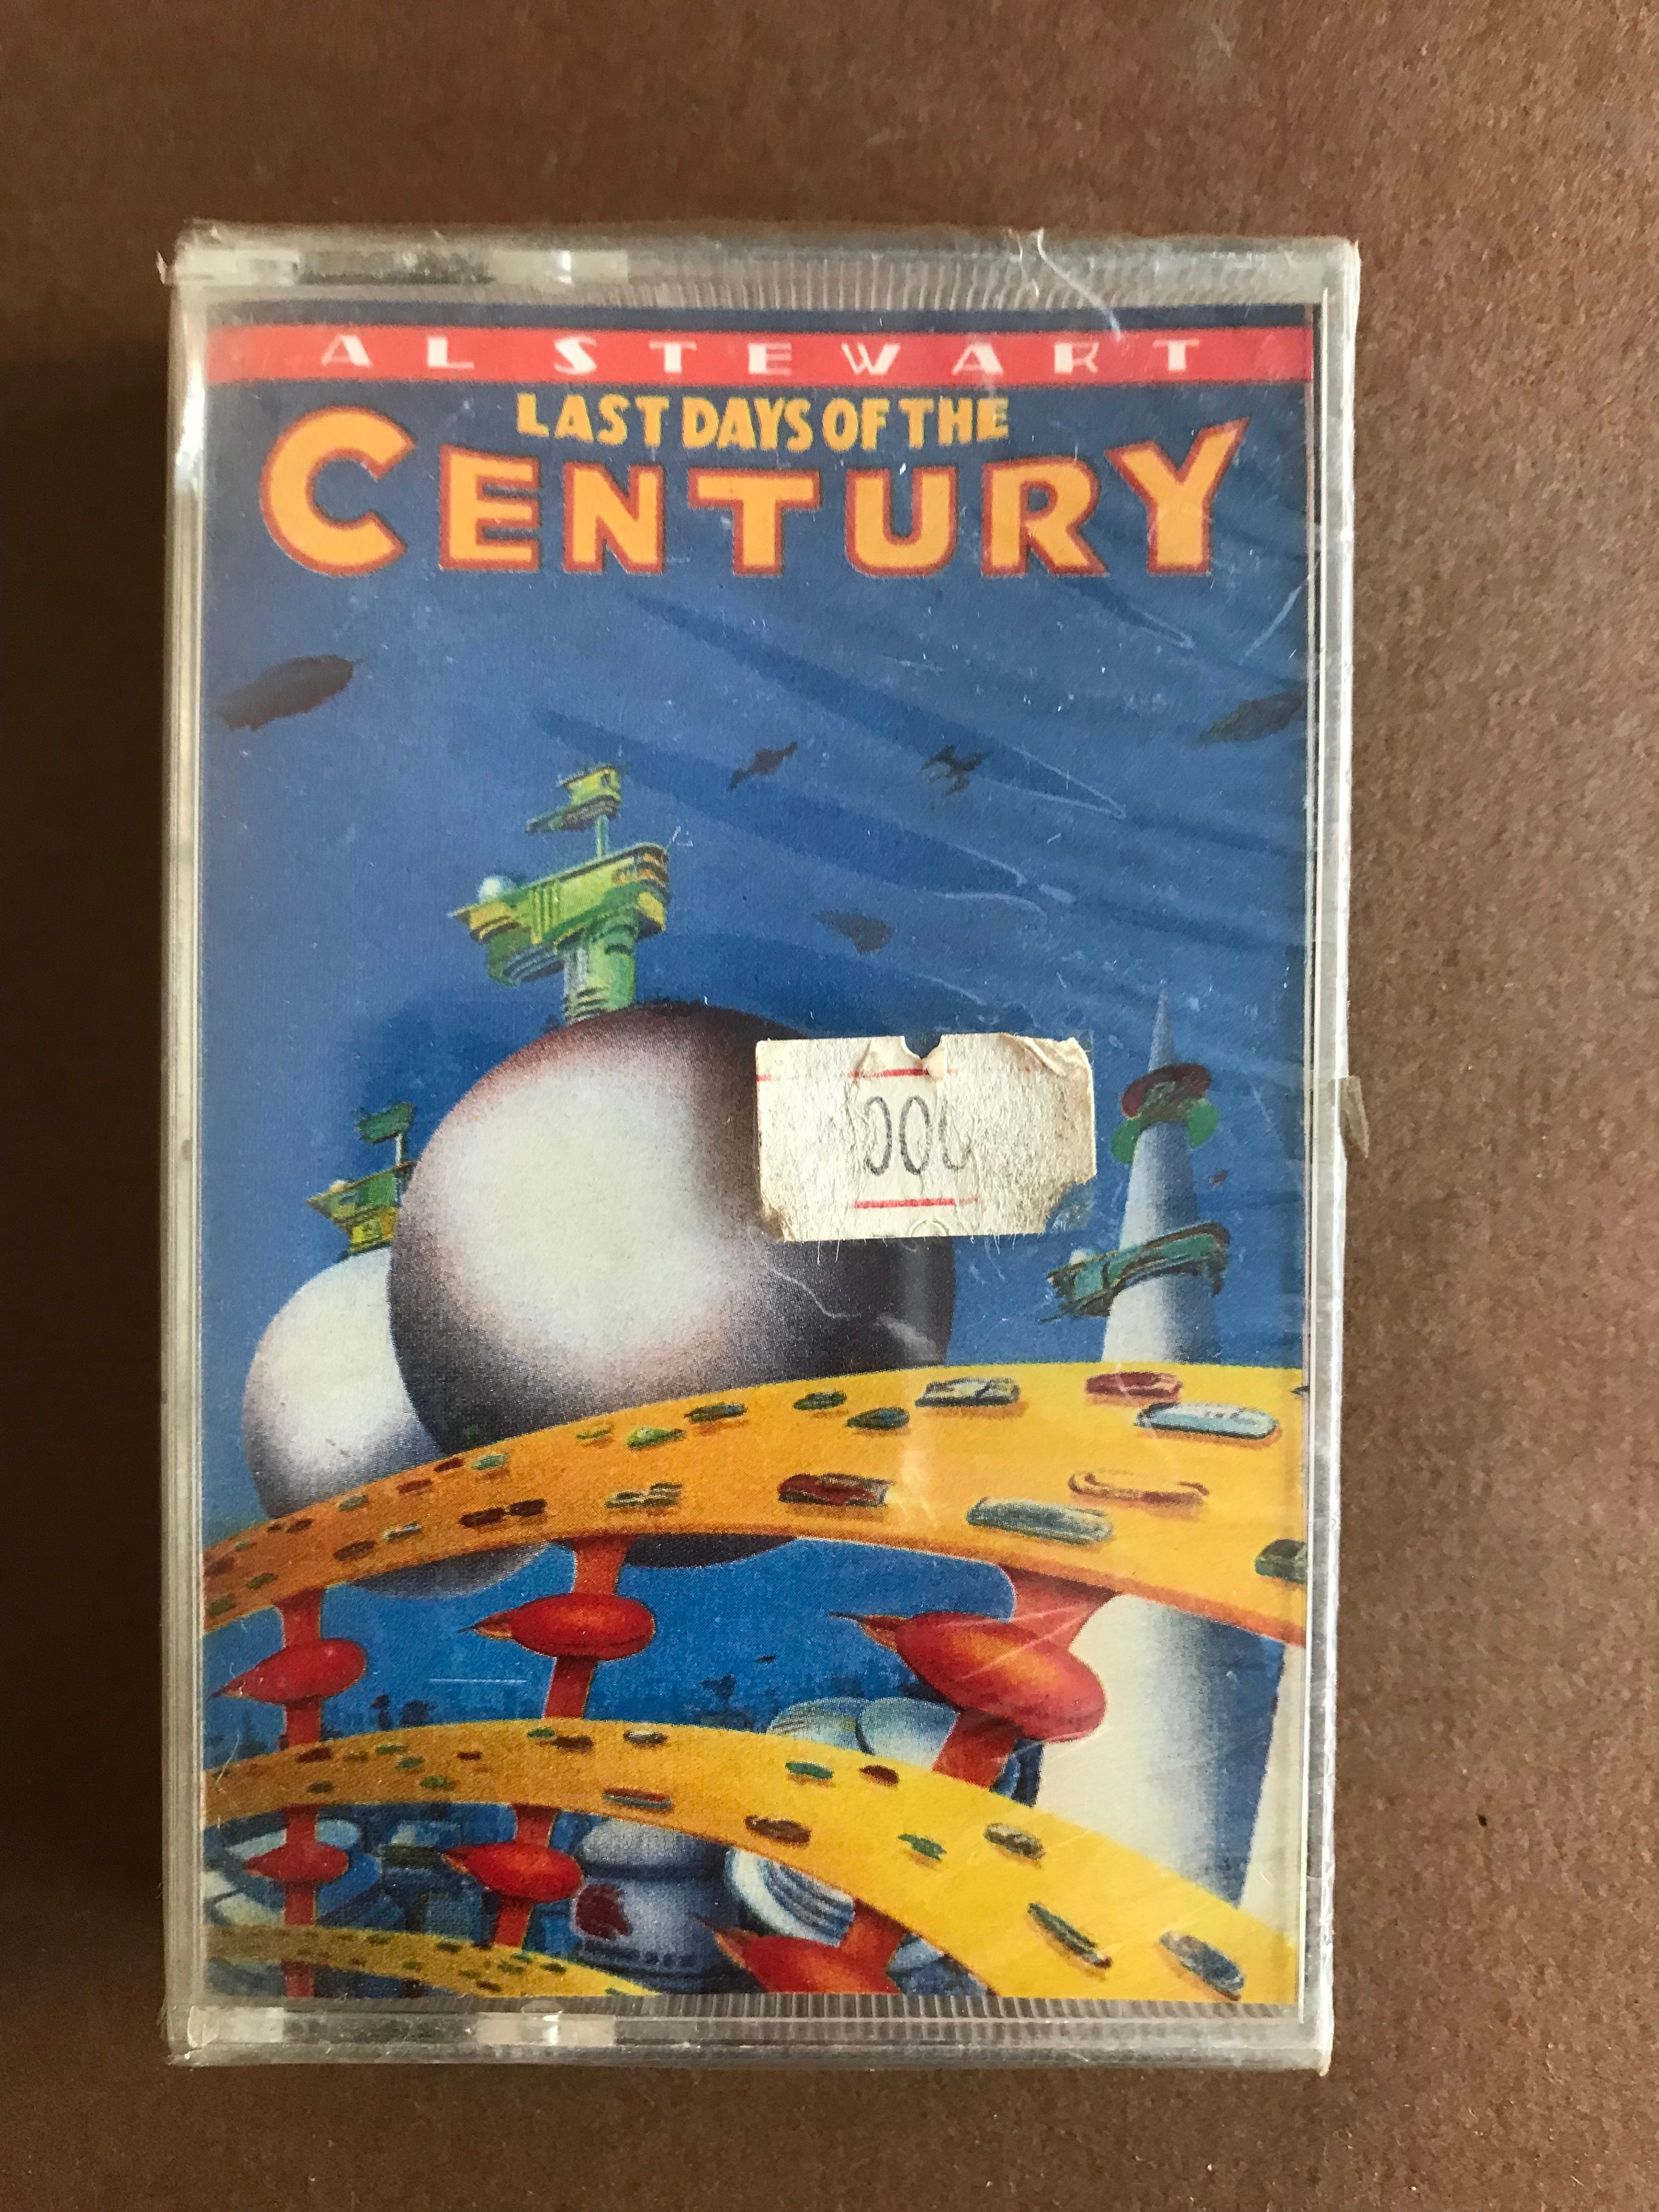 AL STEWART
LAST DAYS OF THE
CENTURY